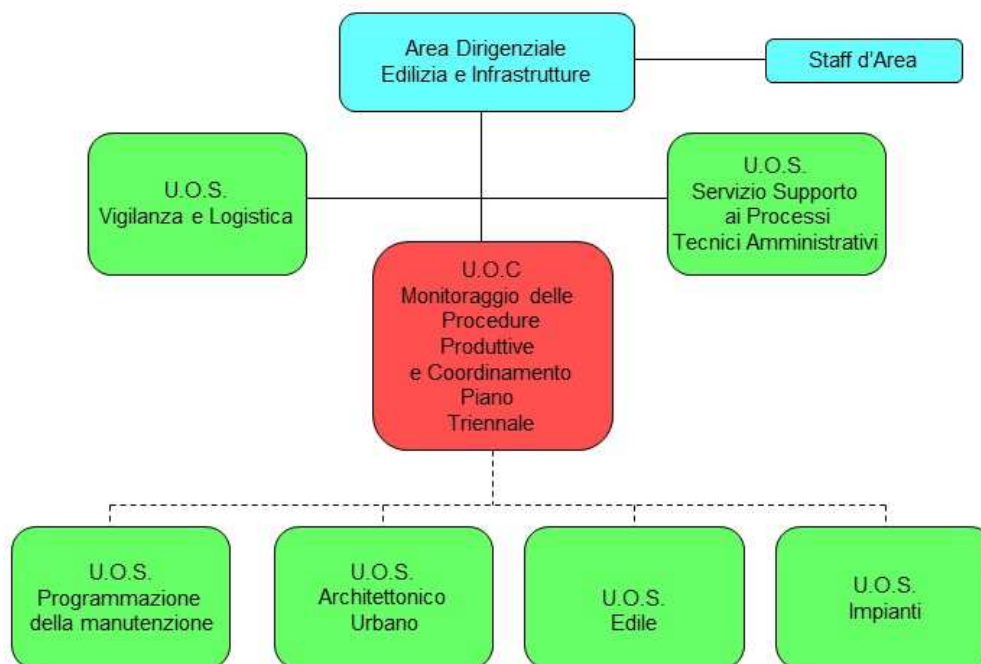 Area Dirigenziale
Edilizia e Infrastrutture
Staff d'Area
U.O.S.
Vigilanza e Logistica
U.O.S.
Servizio Supporto
ai Processi
Tecnici Amministrativi
U.O.C
Monitoraggio delle
Procedure
Produttive
e Coordinamento
Piano
Triennale
U.O.S.
Programmazione
della manutenzione
U.O.S.
Architettonico
Urbano
U.O.S.
Edile
U.O.S.
Impianti